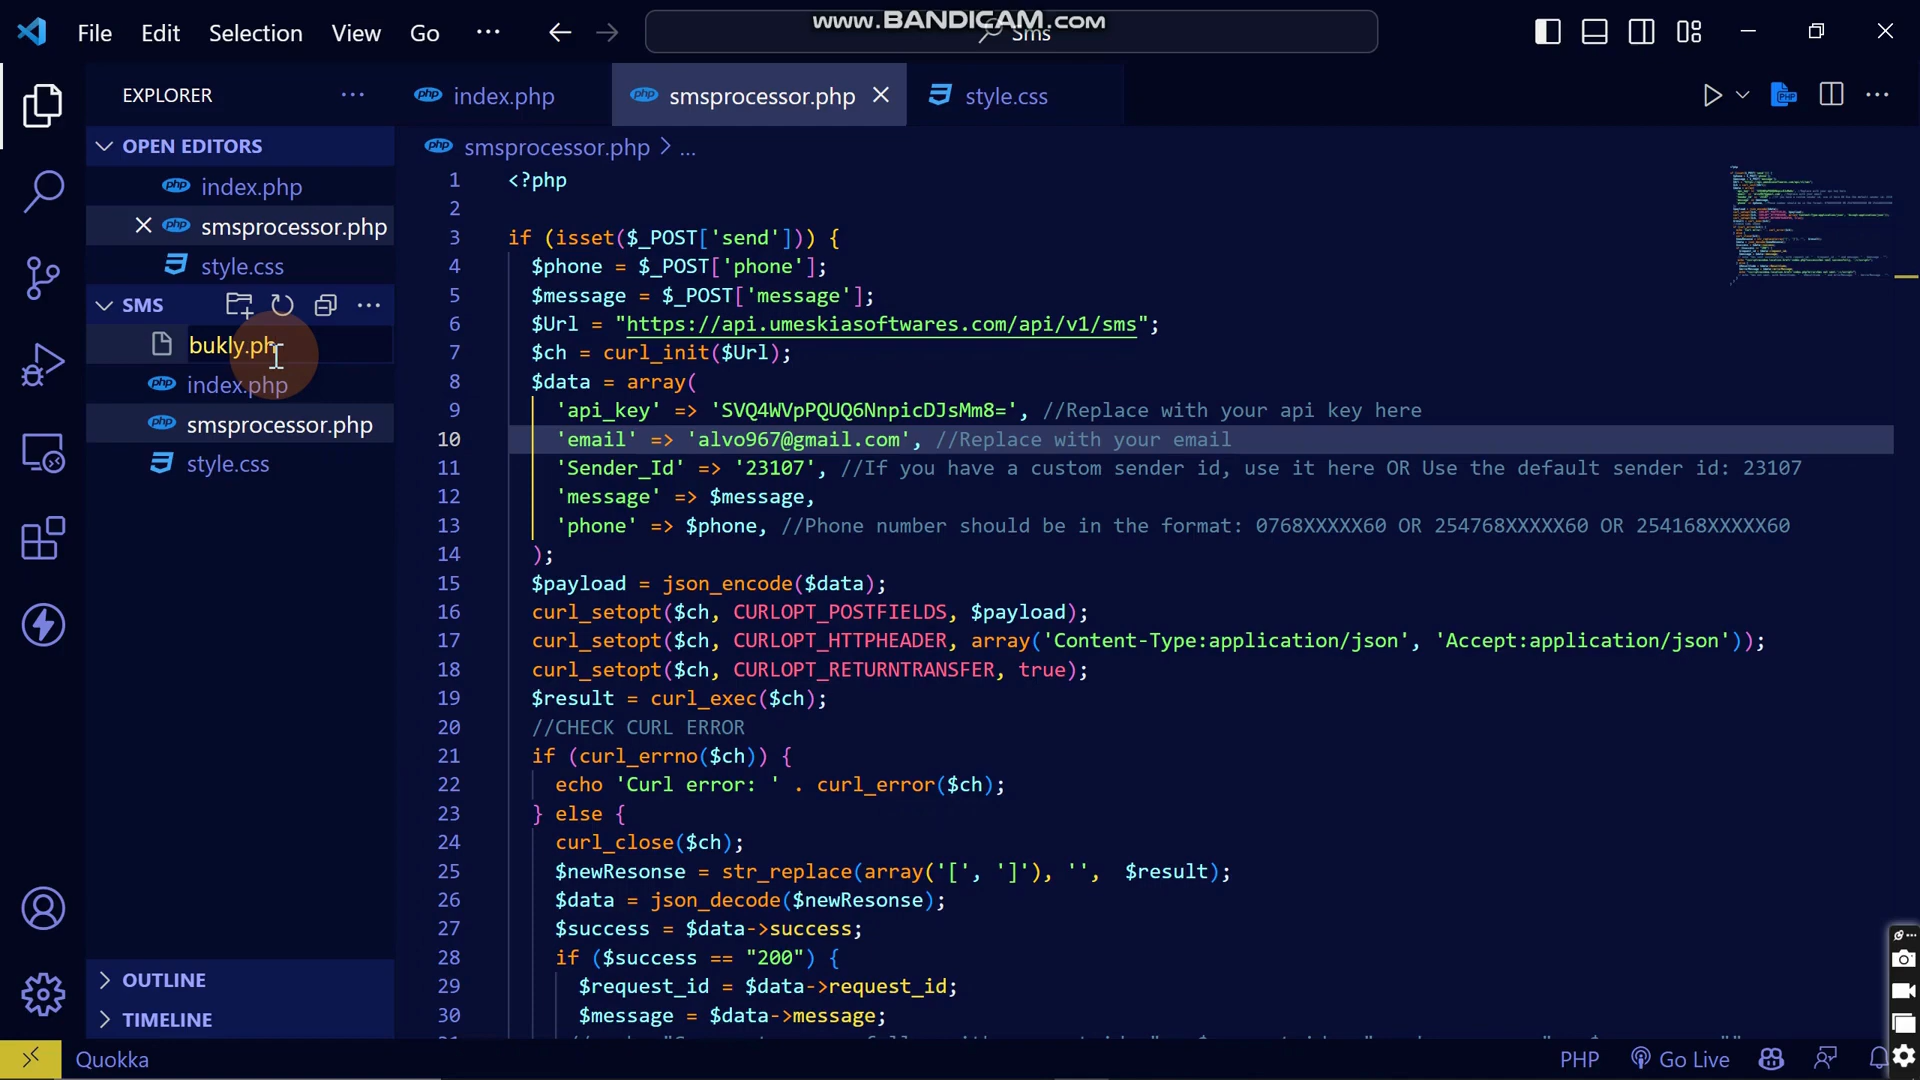 File Edit Selection View Go ... Sms
www.BANDICAM.com
EXPLORER ...
index.php
smsprocessor.php
style.css
OPEN EDITORS
smsprocessor.php > ...
index.php
smsprocessor.php
style.css
SMS
bukly.ph
index.php
smsprocessor.php
style.css
OUTLINE
TIMELINE
1 <?php
2
3 if (isset($_POST['send'])) {
4 $phone = $_POST['phone'];
5 $message = $_POST['message'];
6 $Url = "https://api.umeskiasoftwares.com/api/v1/sms";
7 $ch = curl_init($Url);
8 $data = array(
9 'api_key' => 'SVQ4WVpPQUQ6NnpicDJsMm8=', //Replace with your api key here
10 'email' => 'alvo967@gmail.com', //Replace with your email
11 'Sender_Id' => '23107', //If you have a custom sender id, use it here OR Use the default sender id: 23107
12 'message' => $message,
13 'phone' => $phone, //Phone number should be in the format: 0768XXXXX60 OR 254768XXXXX60 OR 254168XXXXX60
14 );
15 $payload = json_encode($data);
16 curl_setopt($ch, CURLOPT_POSTFIELDS, $payload);
17 curl_setopt($ch, CURLOPT_HTTPHEADER, array('Content-Type:application/json', 'Accept:application/json'));
18 curl_setopt($ch, CURLOPT_RETURNTRANSFER, true);
19 $result = curl_exec($ch);
20 //CHECK CURL ERROR
21 if (curl_errno($ch)) {
22 echo 'Curl error: ' . curl_error($ch);
23 } else {
24 curl_close($ch);
25 $newResonse = str_replace(array('[', ']'), '', $result);
26 $data = json_decode($newResonse);
27 $success = $data->success;
28 if ($success == "200") {
29 $request_id = $data->request_id;
30 $message = $data->message;
Quokka PHP Go Live